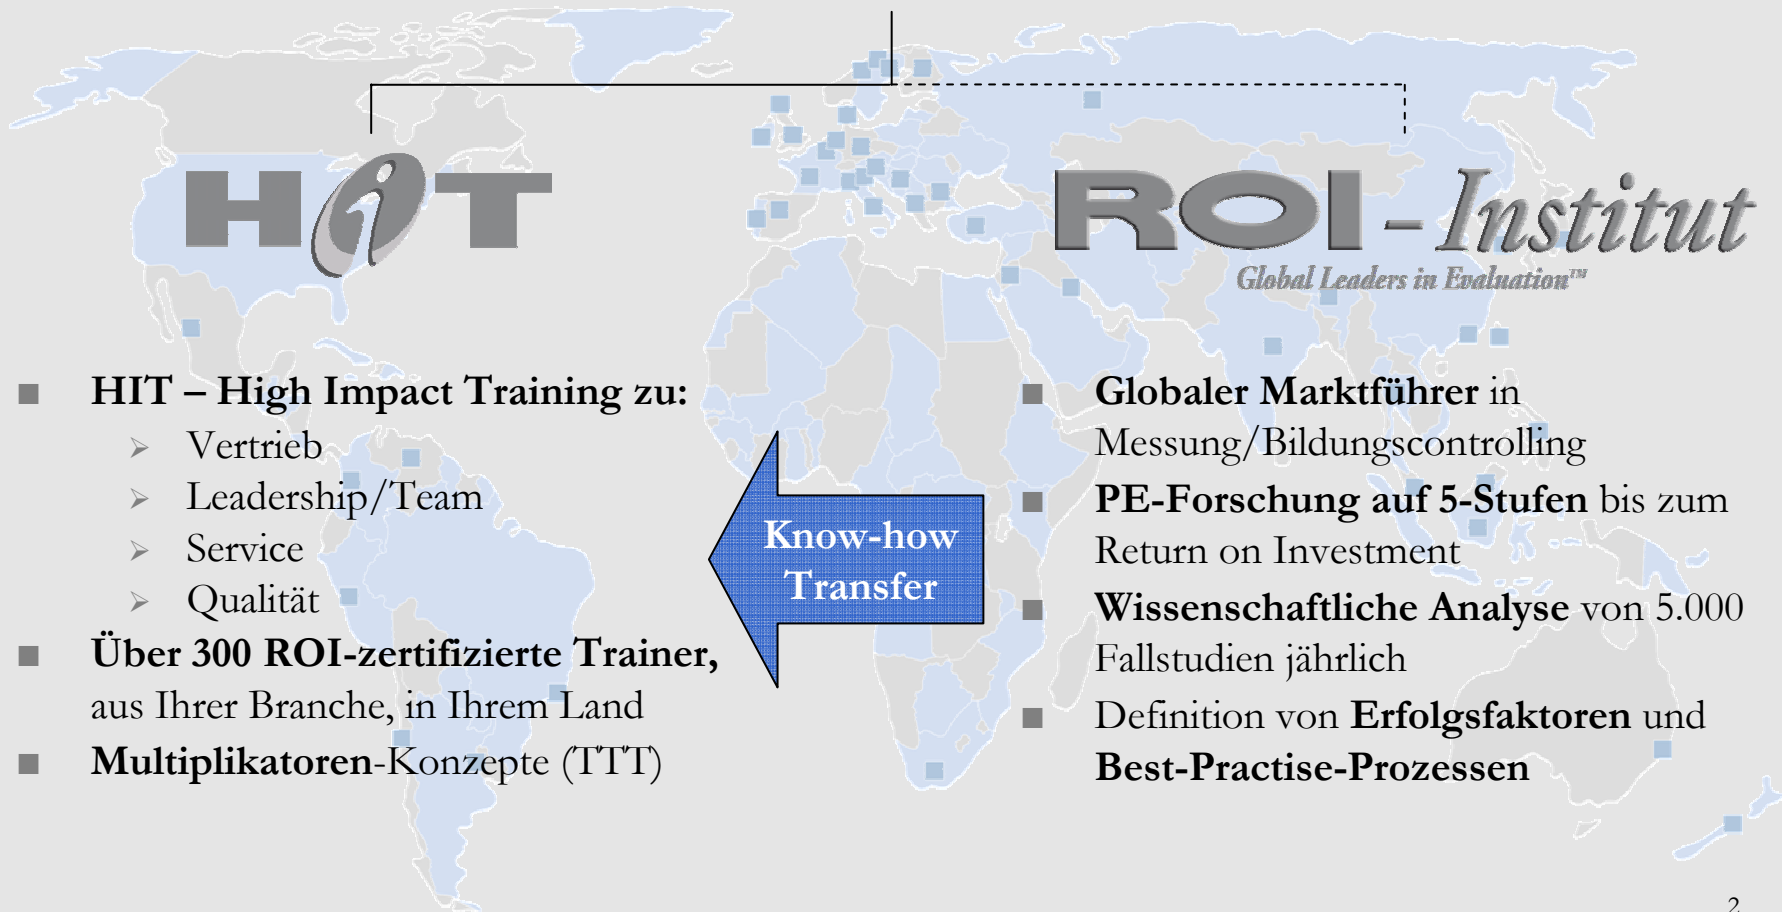 HiT
ROI-Institut
Global Leaders in Evaluation™
■ HIT – High Impact Training zu:
➢ Vertrieb
➢ Leadership/Team
➢ Service
➢ Qualität
■ Über 300 ROI-zertifizierte Trainer,
aus Ihrer Branche, in Ihrem Land
■ Multiplikatoren-Konzepte (TTT)
Know-how
Transfer
■ Globaler Marktführer in
Messung/Bildungscontrolling
■ PE-Forschung auf 5-Stufen bis zum
Return on Investment
■ Wissenschaftliche Analyse von 5.000
Fallstudien jährlich
■ Definition von Erfolgsfaktoren und
Best-Practise-Prozessen
2